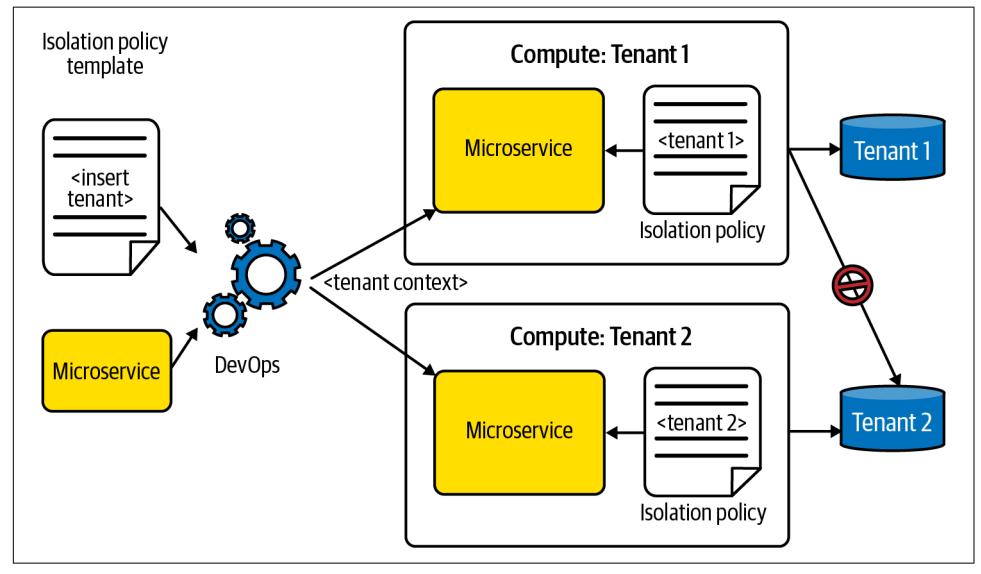 Isolation policy
template
<insert
tenant>
Microservice
DevOps
<tenant context>
Compute: Tenant 1
Microservice
<tenant 1>
Isolation policy
Tenant 1
Compute: Tenant 2
Microservice
<tenant 2>
Isolation policy
Tenant 2